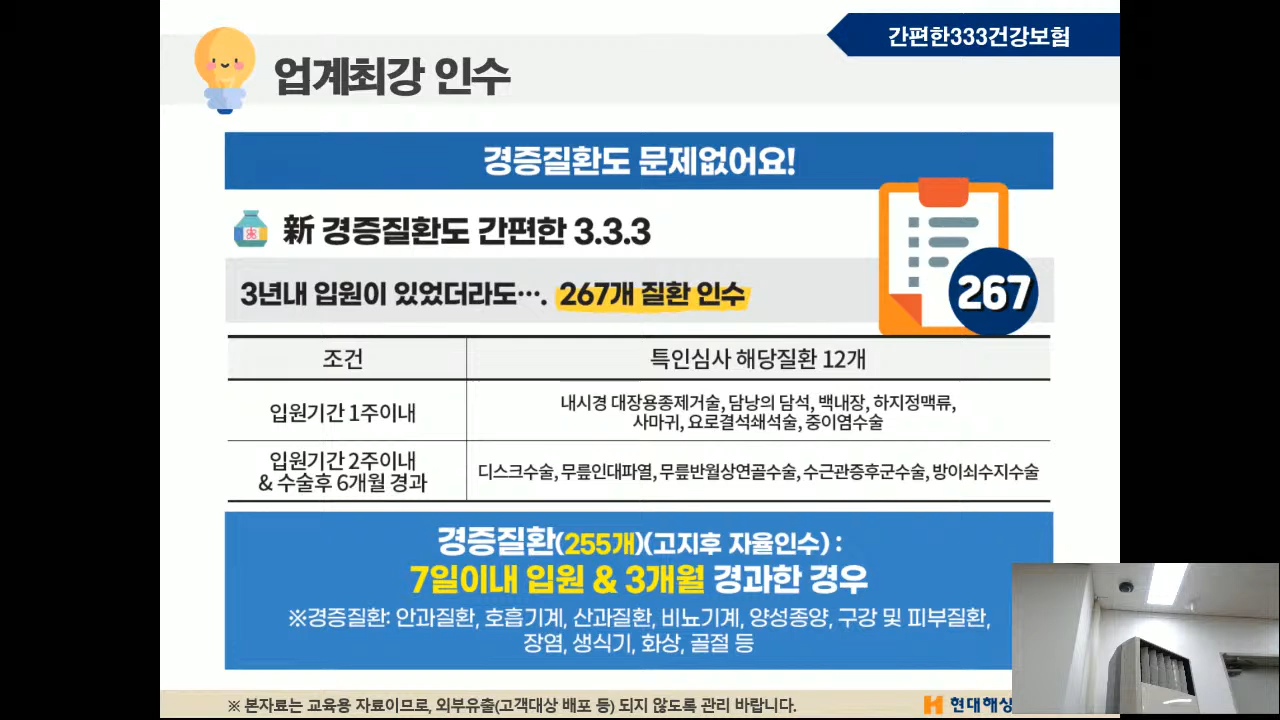 간편한333건강보험
업계최강 인수
경증질환도 문제없어요!
新 경증질환도 간편한 3.3.3
3년내 입원이 있었더라도…. 267개 질환 인수
267
조건
특인심사 해당질환 12개
입원기간 1주이내
내시경 대장용종제거술, 담낭의 담석, 백내장, 하지정맥류,
사마귀, 요로결석쇄석술, 중이염수술
입원기간 2주이내
& 수술후 6개월 경과
디스크수술, 무릎인대파열, 무릎반월상연골수술, 수근관증후군수술, 방아쇠수지수술
경증질환(255개)(고지후 자율인수) :
7일이내 입원 & 3개월 경과한 경우
※경증질환: 안과질환, 호흡기계, 산과질환, 비뇨기계, 양성종양, 구강 및 피부질환,
장염, 생식기, 화상, 골절 등
※ 본자료는 교육용 자료이므로, 외부유출(고객대상 배포 등) 되지 않도록 관리 바랍니다.
현대해상